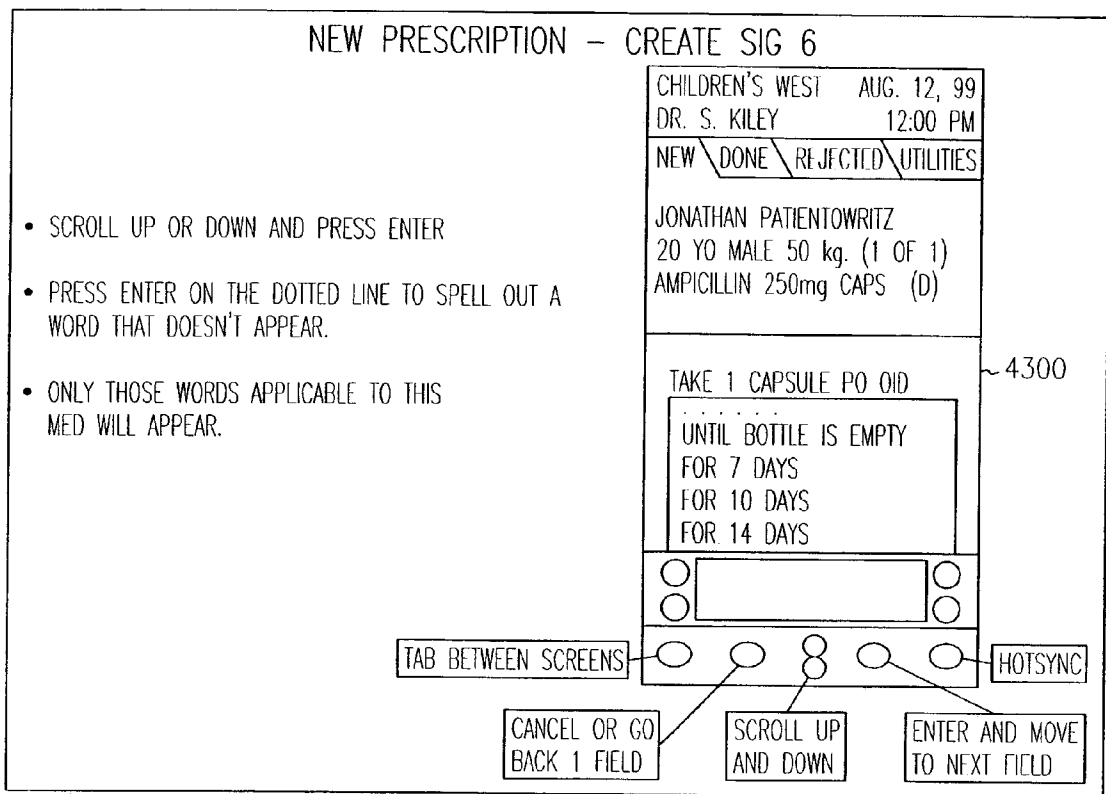 NEW PRESCRIPTION – CREATE SIG 6
• SCROLL UP OR DOWN AND PRESS ENTER
• PRESS ENTER ON THE DOTTED LINE TO SPELL OUT A
WORD THAT DOESN'T APPEAR.
• ONLY THOSE WORDS APPLICABLE TO THIS
MED WILL APPEAR.
CHILDREN'S WEST AUG. 12, 99
DR. S. KILEY 12:00 PM
NEW DONE REJECTED UTILITIES
JONATHAN PATIENTOWRITZ
20 YO MALE 50 kg. (1 OF 1)
AMPICILLIN 250mg CAPS (D)
4300
TAKE 1 CAPSULE PO OID
. . . . . .
UNTIL BOTTLE IS EMPTY
FOR 7 DAYS
FOR 10 DAYS
FOR 14 DAYS
TAB BETWEEN SCREENS
HOTSYNC
CANCEL OR GO
BACK 1 FIELD
SCROLL UP
AND DOWN
ENTER AND MOVE
TO NEXT FIELD